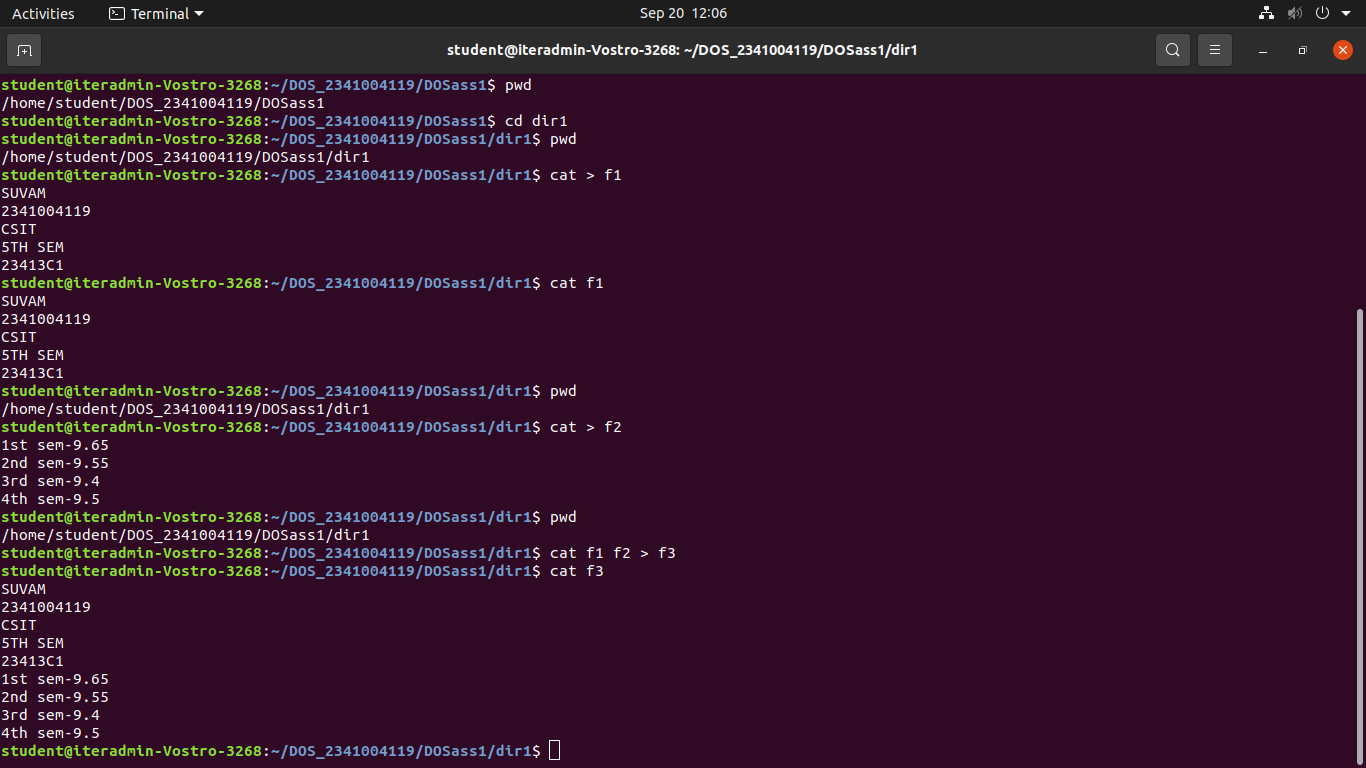 Activities Terminal Sep 20 12:06
student@iteradmin-Vostro-3268: ~/DOS_2341004119/DOSass1/dir1
student@iteradmin-Vostro-3268:~/DOS_2341004119/DOSass1$ pwd
/home/student/DOS_2341004119/DOSass1
student@iteradmin-Vostro-3268:~/DOS_2341004119/DOSass1$ cd dir1
student@iteradmin-Vostro-3268:~/DOS_2341004119/DOSass1/dir1$ pwd
/home/student/DOS_2341004119/DOSass1/dir1
student@iteradmin-Vostro-3268:~/DOS_2341004119/DOSass1/dir1$ cat > f1
SUVAM
2341004119
CSIT
5TH SEM
23413C1
student@iteradmin-Vostro-3268:~/DOS_2341004119/DOSass1/dir1$ cat f1
SUVAM
2341004119
CSIT
5TH SEM
23413C1
student@iteradmin-Vostro-3268:~/DOS_2341004119/DOSass1/dir1$ pwd
/home/student/DOS_2341004119/DOSass1/dir1
student@iteradmin-Vostro-3268:~/DOS_2341004119/DOSass1/dir1$ cat > f2
1st sem-9.65
2nd sem-9.55
3rd sem-9.4
4th sem-9.5
student@iteradmin-Vostro-3268:~/DOS_2341004119/DOSass1/dir1$ pwd
/home/student/DOS_2341004119/DOSass1/dir1
student@iteradmin-Vostro-3268:~/DOS_2341004119/DOSass1/dir1$ cat f1 f2 > f3
student@iteradmin-Vostro-3268:~/DOS_2341004119/DOSass1/dir1$ cat f3
SUVAM
2341004119
CSIT
5TH SEM
23413C1
1st sem-9.65
2nd sem-9.55
3rd sem-9.4
4th sem-9.5
student@iteradmin-Vostro-3268:~/DOS_2341004119/DOSass1/dir1$